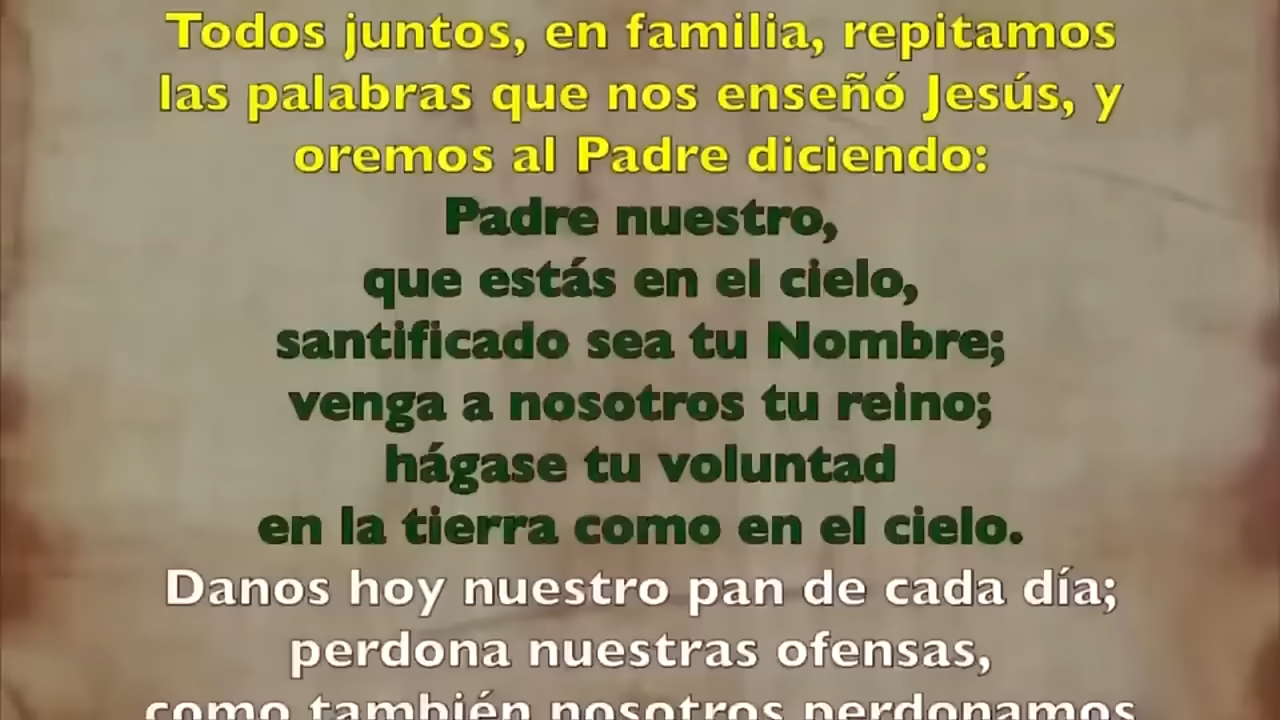 Todos juntos, en familia, repitamos
las palabras que nos enseñó Jesús, y
oremos al Padre diciendo:
Padre nuestro,
que estás en el cielo,
santificado sea tu Nombre;
venga a nosotros tu reino;
hágase tu voluntad
en la tierra como en el cielo.
Danos hoy nuestro pan de cada día;
perdona nuestras ofensas,
como también nosotros perdonamos